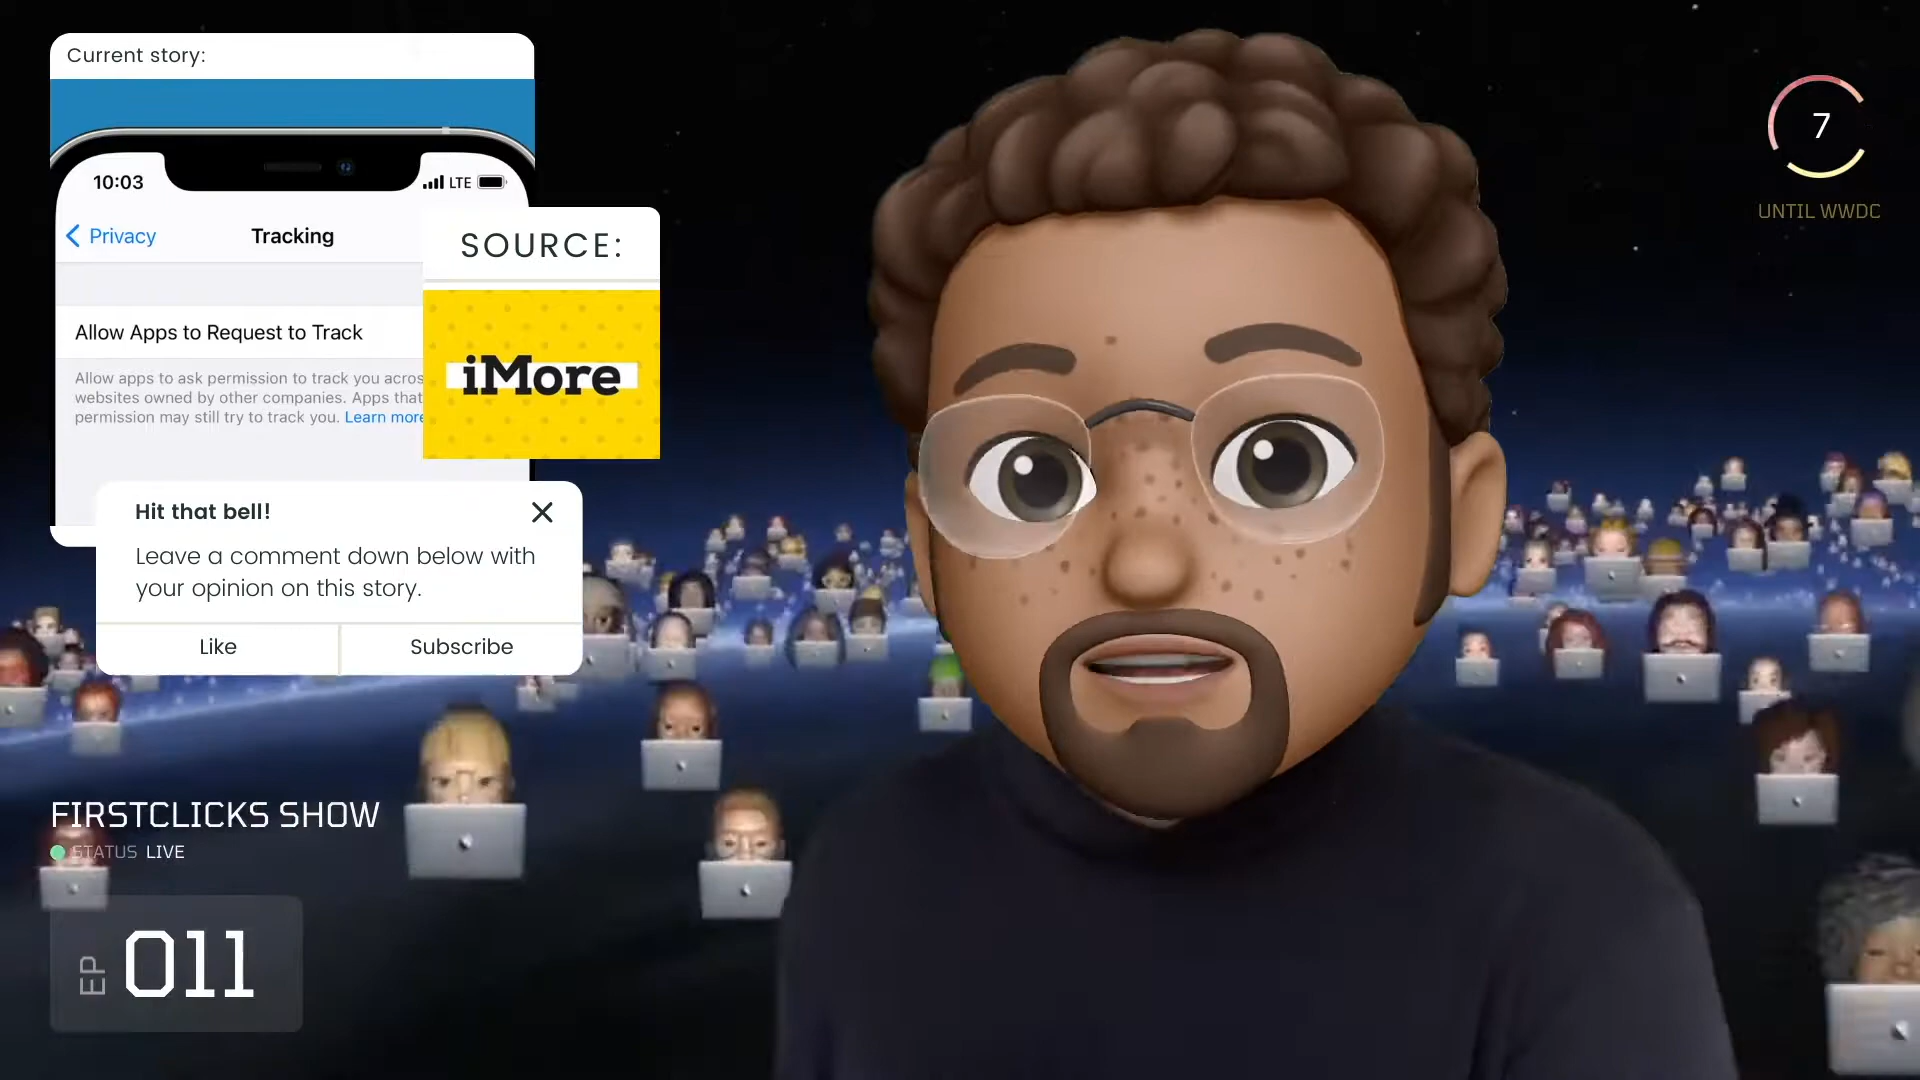 Current story:
10:03
LTE
Privacy
Tracking
Allow Apps to Request to Track
Allow apps to ask permission to track you acros
websites owned by other companies. Apps that
permission may still try to track you. Learn more
SOURCE:
iMore
Hit that bell!
Leave a comment down below with
your opinion on this story.
Like
Subscribe
7
UNTIL WWDC
FIRSTCLICKS SHOW
STATUS LIVE
EP 011